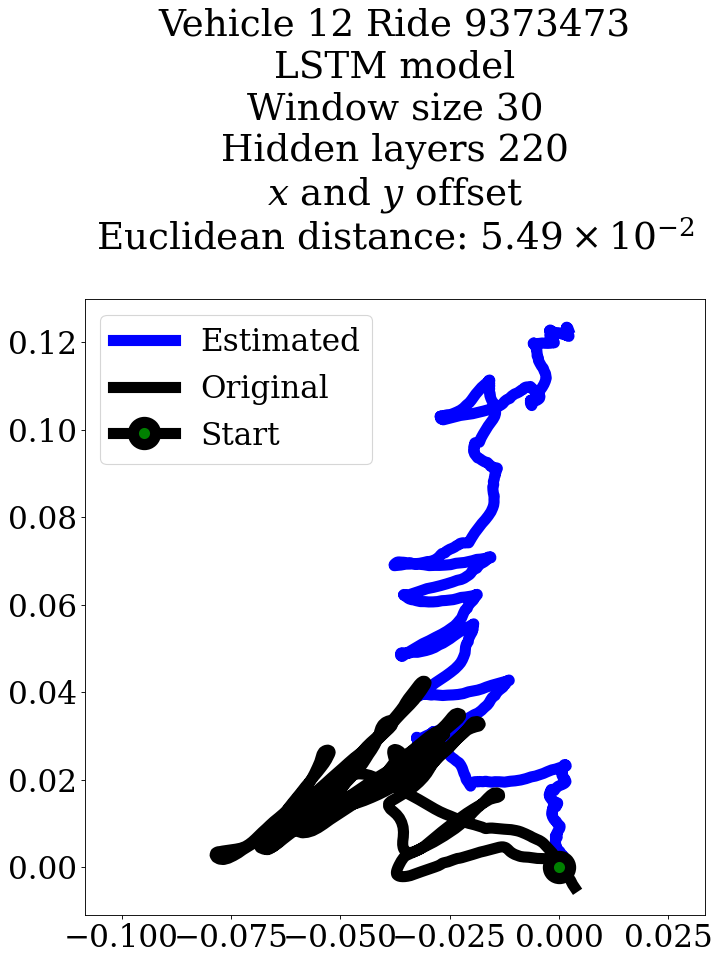 Vehicle 12 Ride 9373473
LSTM model
Window size 30
Hidden layers 220
x and y offset
Euclidean distance: 5.49 × 10⁻²
Estimated
Original
Start
0.12
0.10
0.08
0.06
0.04
0.02
0.00
−0.100 −0.075 −0.050 −0.025 0.000 0.025